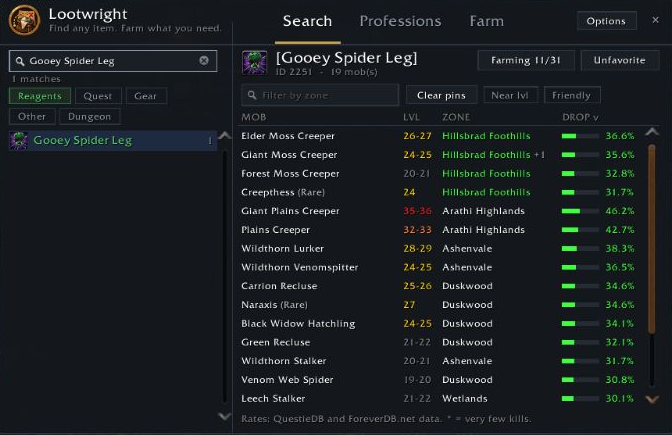 Lootwright
Find any item. Farm what you need.
Search Professions Farm Options ×
Gooey Spider Leg
1 matches
Reagents Quest Gear
Other Dungeon
Gooey Spider Leg 1
[Gooey Spider Leg]
ID 2251 - 19 mob(s)
Farming 11/31 Unfavorite
Filter by zone Clear pins Near lvl Friendly
MOB LVL ZONE DROP v
Elder Moss Creeper 26-27 Hillsbrad Foothills 36.6%
Giant Moss Creeper 24-25 Hillsbrad Foothills +1 35.6%
Forest Moss Creeper 20-21 Hillsbrad Foothills 32.8%
Creepthess (Rare) 24 Hillsbrad Foothills 31.7%
Giant Plains Creeper 35-36 Arathi Highlands 46.2%
Plains Creeper 32-33 Arathi Highlands 42.7%
Wildthorn Lurker 28-29 Ashenvale 38.3%
Wildthorn Venomspitter 24-25 Ashenvale 36.5%
Carrion Recluse 25-26 Duskwood 34.6%
Naraxis (Rare) 27 Duskwood 34.6%
Black Widow Hatchling 24-25 Duskwood 34.1%
Green Recluse 21-22 Duskwood 32.1%
Wildthorn Stalker 20-21 Ashenvale 31.7%
Venom Web Spider 19-20 Duskwood 30.8%
Leech Stalker 21-22 Wetlands 30.1%
Rates: QuestieDB and ForeverDB.net data. * = very few kills.